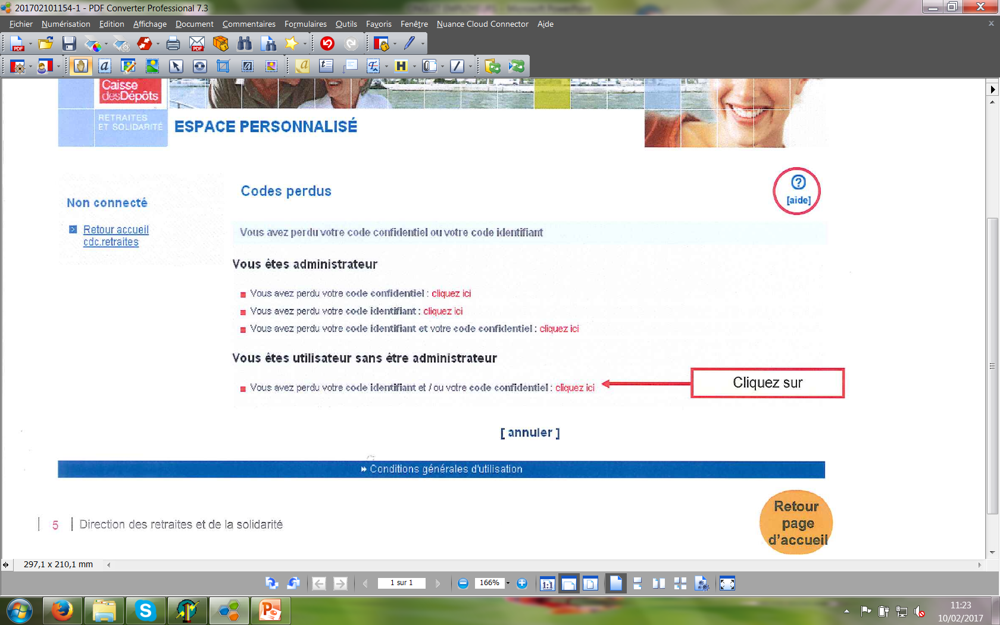 201702101154-1 - PDF Converter Professional 7.3
Fichier Numérisation Edition Affichage Document Commentaires Formulaires Outils Favoris Fenêtre Nuance Cloud Connector Aide
Caisse
desDépôts
RETRAITES
ET SOLIDARITÉ
ESPACE PERSONNALISÉ
Codes perdus
?
[aide]
Non connecté
Retour accueil
cdc.retraites
Vous avez perdu votre code confidentiel ou votre code identifiant
Vous êtes administrateur
Vous avez perdu votre code confidentiel : cliquez ici
Vous avez perdu votre code identifiant : cliquez ici
Vous avez perdu votre code identifiant et votre code confidentiel : cliquez ici
Vous êtes utilisateur sans être administrateur
Vous avez perdu votre code identifiant et / ou votre code confidentiel : cliquez ici
Cliquez sur
[ annuler ]
Conditions générales d'utilisation
Retour
page
d'accueil
5 Direction des retraites et de la solidarité
297,1 x 210,1 mm
1 sur 1
166%
1:1
11:23
10/02/2017